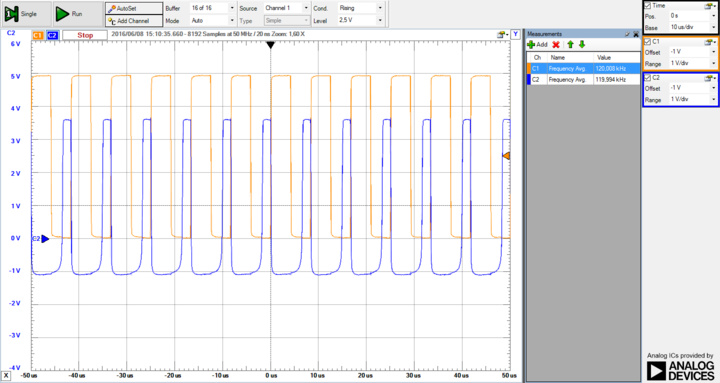 Single
Run
AutoSet
Add Channel
Buffer 16 of 16
Mode Auto
Source Channel 1
Type Simple
Cond. Rising
Level 2,5 V
C2 C1 C2 Stop 2016/06/08 15:10:35.660 - 8192 Samples at 50 MHz / 20 ns Zoom: 1,60 X Y
6 V
5 V
4 V
3 V
2 V
1 V
0 V C2
-1 V
-2 V
-3 V
-4 V
X -50 us -40 us -30 us -20 us -10 us 0 us 10 us 20 us 30 us 40 us 50 us
Measurements
Add
Ch Name Value
C1 Frequency Avg 120,008 kHz
C2 Frequency Avg 119,994 kHz
Time
Pos. 0 s
Base 10 us/div
C1
Offset -1 V
Range 1 V/div
C2
Offset -1 V
Range 1 V/div
Analog ICs provided by
ANALOG
DEVICES